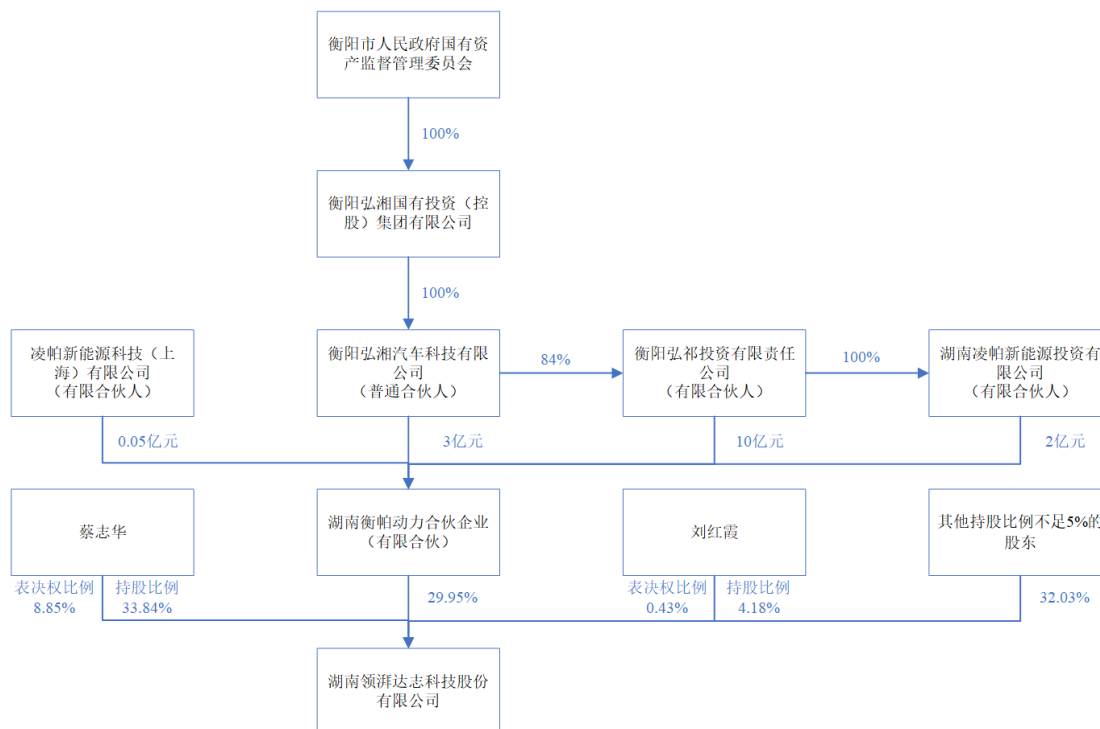 衡阳市人民政府国有资
产监督管理委员会
100%
衡阳弘湘国有投资（控
股）集团有限公司
100%
凌帕新能源科技（上
海）有限公司
（有限合伙人）
衡阳弘湘汽车科技有限
公司
（普通合伙人）
84%
衡阳弘祁投资有限责任
公司
（有限合伙人）
100%
湖南凌帕新能源投资有
限公司
（有限合伙人）
0.05亿元
3亿元
10亿元
2亿元
蔡志华
湖南衡帕动力合伙企业
（有限合伙）
刘红霞
其他持股比例不足5%的
股东
表决权比例
8.85%
持股比例
33.84%
29.95%
表决权比例
0.43%
持股比例
4.18%
32.03%
湖南领湃达志科技股份
有限公司